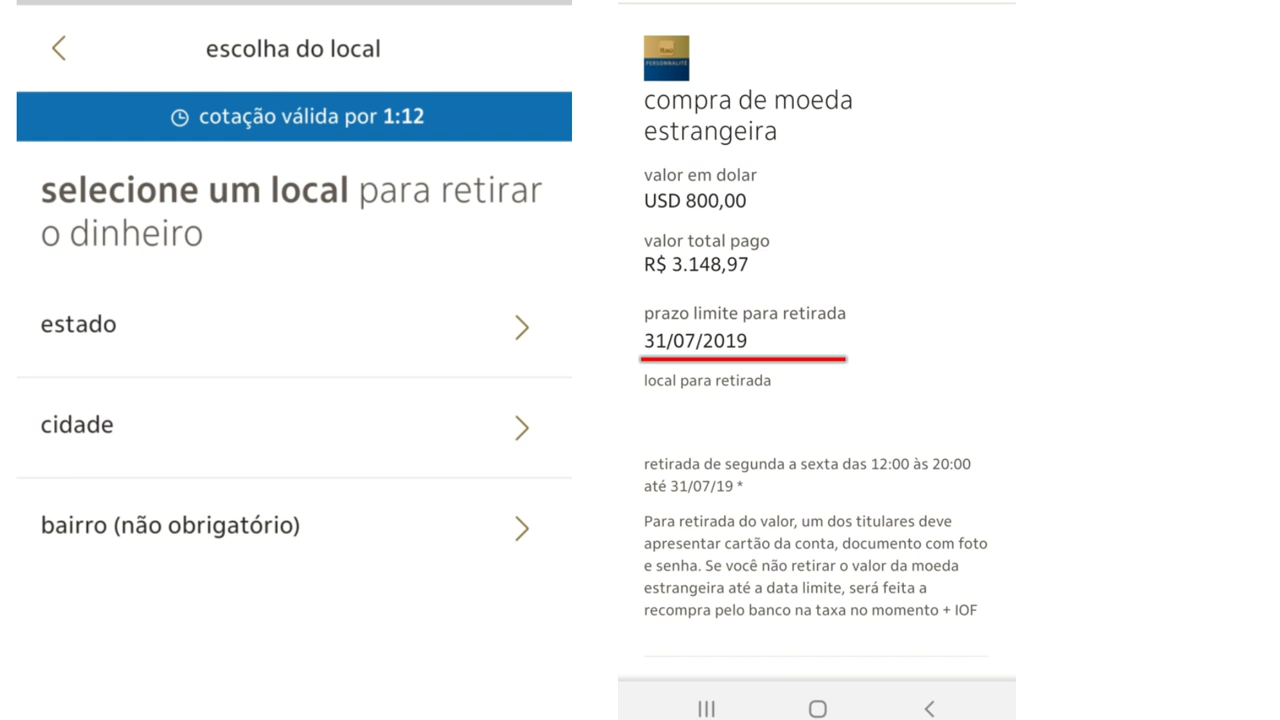 escolha do local
cotação válida por 1:12
selecione um local para retirar
o dinheiro
estado
cidade
bairro (não obrigatório)
Itaú
PERSONNALITÉ
compra de moeda
estrangeira
valor em dolar
USD 800,00
valor total pago
R$ 3.148,97
prazo limite para retirada
31/07/2019
local para retirada
retirada de segunda a sexta das 12:00 às 20:00
até 31/07/19 *
Para retirada do valor, um dos titulares deve
apresentar cartão da conta, documento com foto
e senha. Se você não retirar o valor da moeda
estrangeira até a data limite, será feita a
recompra pelo banco na taxa no momento + IOF